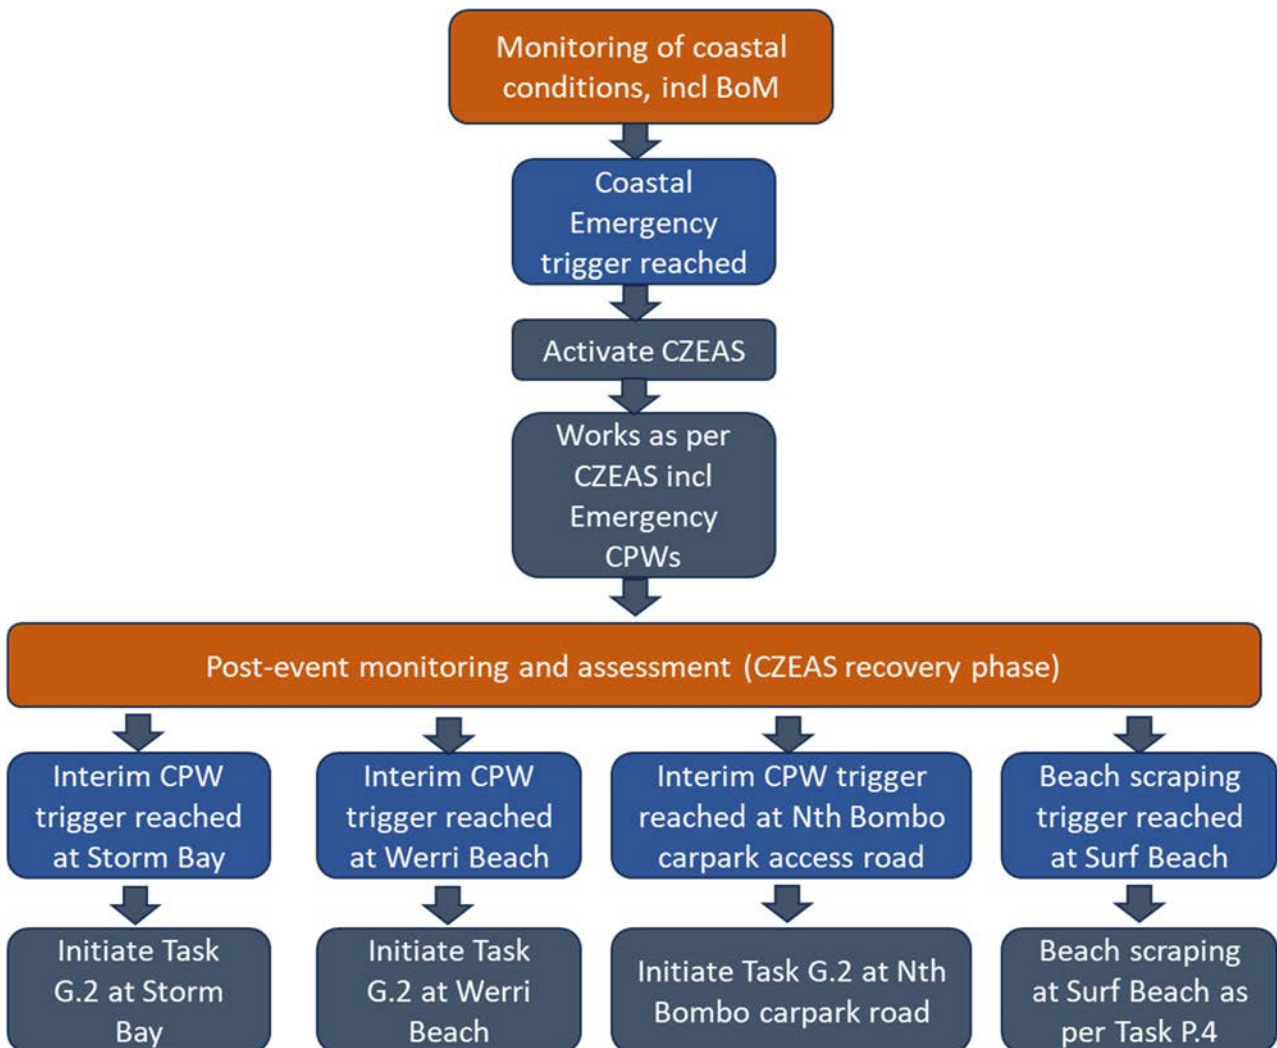 Monitoring of coastal
conditions, incl BoM
Coastal
Emergency
trigger reached
Activate CZEAS
Works as per
CZEAS incl
Emergency
CPWs
Post-event monitoring and assessment (CZEAS recovery phase)
Interim CPW
trigger reached
at Storm Bay
Interim CPW
trigger reached
at Werri Beach
Interim CPW trigger
reached at Nth Bombo
carpark access road
Beach scraping
trigger reached
at Surf Beach
Initiate Task
G.2 at Storm
Bay
Initiate Task
G.2 at Werri
Beach
Initiate Task G.2 at Nth
Bombo carpark road
Beach scraping
at Surf Beach as
per Task P.4